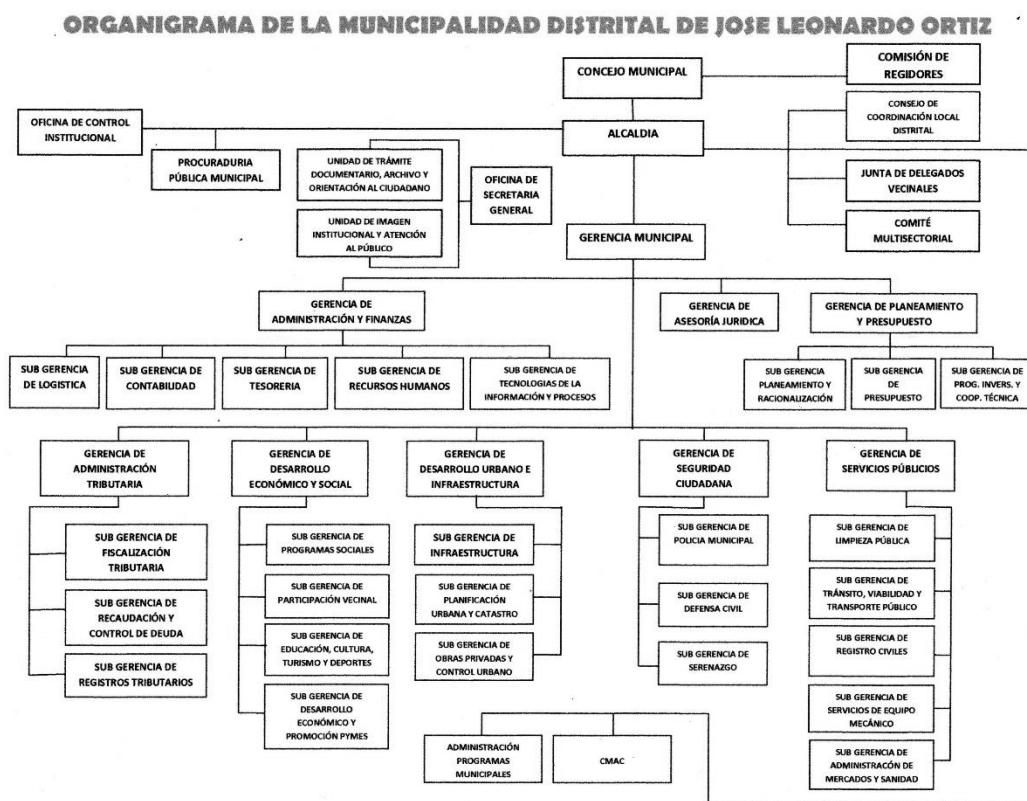 ORGANIGRAMA DE LA MUNICIPALIDAD DISTRITAL DE JOSE LEONARDO ORTIZ
CONCEJO MUNICIPAL
COMISIÓN DE
REGIDORES
OFICINA DE CONTROL
INSTITUCIONAL
ALCALDIA
CONSEJO DE
COORDINACIÓN LOCAL
DISTRITAL
PROCURADURIA
PÚBLICA MUNICIPAL
UNIDAD DE TRÁMITE
DOCUMENTARIO, ARCHIVO Y
ORIENTACIÓN AL CIUDADANO
OFICINA DE
SECRETARIA
GENERAL
JUNTA DE DELEGADOS
VECINALES
UNIDAD DE IMAGEN
INSTITUCIONAL Y ATENCIÓN
AL PÚBLICO
GERENCIA MUNICIPAL
COMITÉ
MULTISECTORIAL
GERENCIA DE
ADMINISTRACIÓN Y FINANZAS
GERENCIA DE
ASESORÍA JURIDICA
GERENCIA DE PLANEAMIENTO
Y PRESUPUESTO
SUB GERENCIA
DE LOGISTICA
SUB GERENCIA
DE CONTABILIDAD
SUB GERENCIA
DE TESORERIA
SUB GERENCIA
DE RECURSOS HUMANOS
SUB GERENCIA DE
TECNOLOGIAS DE LA
INFORMACIÓN Y PROCESOS
SUB GERENCIA
PLANEAMIENTO Y
RACIONALIZACIÓN
SUB GERENCIA
DE
PRESUPUESTO
SUB GERENCIA
DE PROG. INVERS. Y
COOP. TÉCNICA
GERENCIA DE
ADMINISTRACIÓN
TRIBUTARIA
GERENCIA DE
DESARROLLO
ECONÓMICO Y SOCIAL
GERENCIA DE
DESARROLLO URBANO E
INFRAESTRUCTURA
GERENCIA DE
SEGURIDAD
CIUDADANA
GERENCIA DE
SERVICIOS PÚBLICIOS
SUB GERENCIA DE
FISCALIZACIÓN
TRIBUTARIA
SUB GERENCIA DE
RECAUDACIÓN Y
CONTROL DE DEUDA
SUB GERENCIA DE
REGISTROS TRIBUTARIOS
SUB GERENCIA DE
PROGRAMAS SOCIALES
SUB GERENCIA DE
PARTICIPACIÓN VECINAL
SUB GERENCIA DE
EDUCACIÓN, CULTURA,
TURISMO Y DEPORTES
SUB GERENCIA DE
DESARROLLO
ECONÓMICO Y
PROMOCIÓN PYMES
SUB GERENCIA DE
INFRAESTRUCTURA
SUB GERENCIA DE
PLANIFICACIÓN
URBANA Y CATASTRO
SUB GERENCIA DE
OBRAS PRIVADAS Y
CONTROL URBANO
SUB GERENCIA DE
POLICIA MUNICIPAL
SUB GERENCIA DE
DEFENSA CIVIL
SUB GERENCIA DE
SERENAZGO
SUB GERENCIA DE
LIMPIEZA PÚBLICA
SUB GERENCIA DE
TRÁNSITO, VIABILIDAD Y
TRANSPORTE PÚBLICO
SUB GERENCIA DE
REGISTRO CIVILES
SUB GERENCIA DE
SERVICIOS DE EQUIPO
MECÁNICO
SUB GERENCIA DE
ADMINISTRACÓN DE
MERCADOS Y SANIDAD
ADMINISTRACIÓN
PROGRAMAS
MUNICIPALES
CMAC